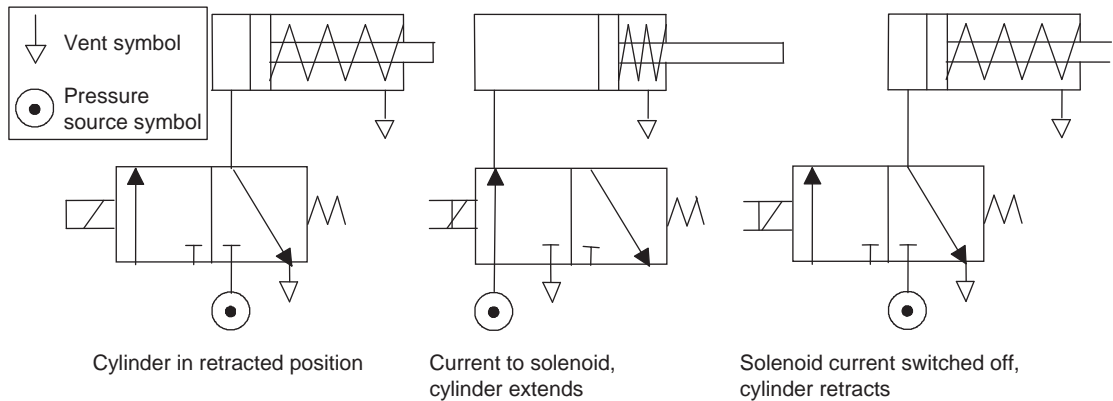 Vent symbol
Pressure
source symbol
Cylinder in retracted position
Current to solenoid,
cylinder extends
Solenoid current switched off,
cylinder retracts